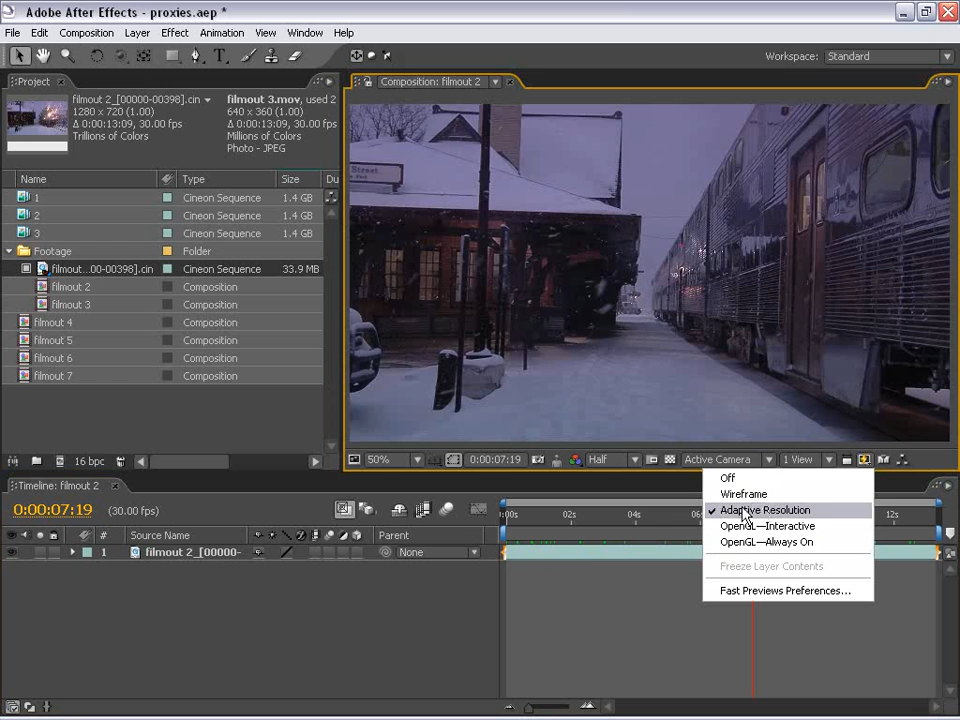 Adobe After Effects - proxies.aep *
File Edit Composition Layer Effect Animation View Window Help
Workspace: Standard
Project
Composition: filmout 2
filmout 2_[00000-00398].cin
1280 x 720 (1.00)
Δ 0:00:13:09, 30.00 fps
Trillions of Colors
filmout 3.mov, used 2
640 x 360 (1.00)
Δ 0:00:13:09, 30.00 fps
Millions of Colors
Photo - JPEG
Street
Name Type Size Du
1 Cineon Sequence 1.4 GB
2 Cineon Sequence 1.4 GB
3 Cineon Sequence 1.4 GB
Footage Folder
filmout...00-00398].cin Cineon Sequence 33.9 MB
filmout 2 Composition
filmout 3 Composition
filmout 4 Composition
filmout 5 Composition
filmout 6 Composition
filmout 7 Composition
16 bpc
50% 0:00:07:19 Half Active Camera 1 View
Off
Wireframe
Adaptive Resolution
OpenGL—Interactive
OpenGL—Always On
Freeze Layer Contents
Fast Previews Preferences...
Timeline: filmout 2
0:00:07:19 (30.00 fps)
:00s 02s 04s 06s 12s
# Source Name Parent
1 filmout 2_[00000- None